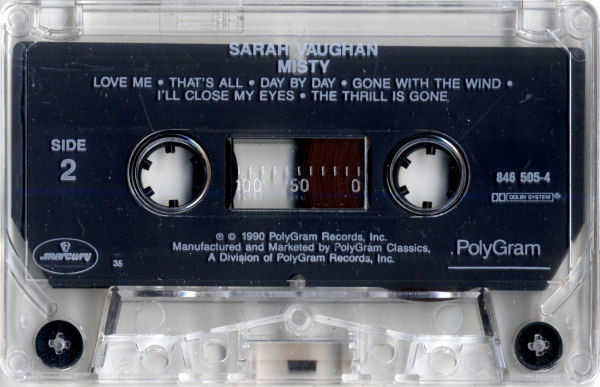 SARAH VAUGHAN
MISTY
LOVE ME • THAT'S ALL • DAY BY DAY • GONE WITH THE WIND •
I'LL CLOSE MY EYES • THE THRILL IS GONE
SIDE
2
100 50 0
846 505-4
DOLBY SYSTEM
℗ © 1990 PolyGram Records, Inc.
Manufactured and Marketed by PolyGram Classics,
A Division of PolyGram Records, Inc.
mercury
35
PolyGram